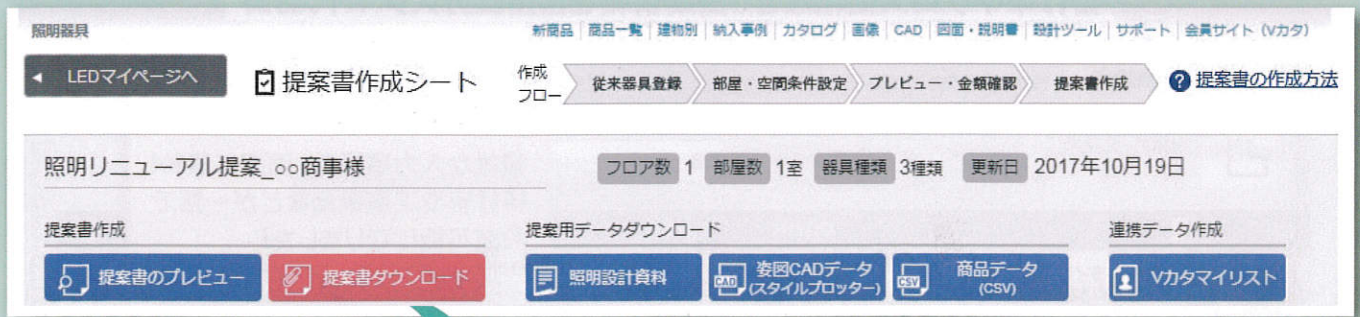 照明器具
新商品 | 商品一覧 | 建物別 | 納入事例 | カタログ | 画像 | CAD | 図面・説明書 | 設計ツール | サポート | 会員サイト (Vカタ)
◂ LEDマイページへ
提案書作成シート
作成
フロー
従来器具登録
部屋・空間条件設定
プレビュー・金額確認
提案書作成
? 提案書の作成方法
照明リニューアル提案_○○商事様
フロア数 1 部屋数 1室 器具種類 3種類 更新日 2017年10月19日
提案書作成
提案書のプレビュー
提案書ダウンロード
提案用データダウンロード
照明設計資料
CAD 姿図CADデータ
(スタイルプロッター)
CSV 商品データ
(CSV)
連携データ作成
Vカタマイリスト